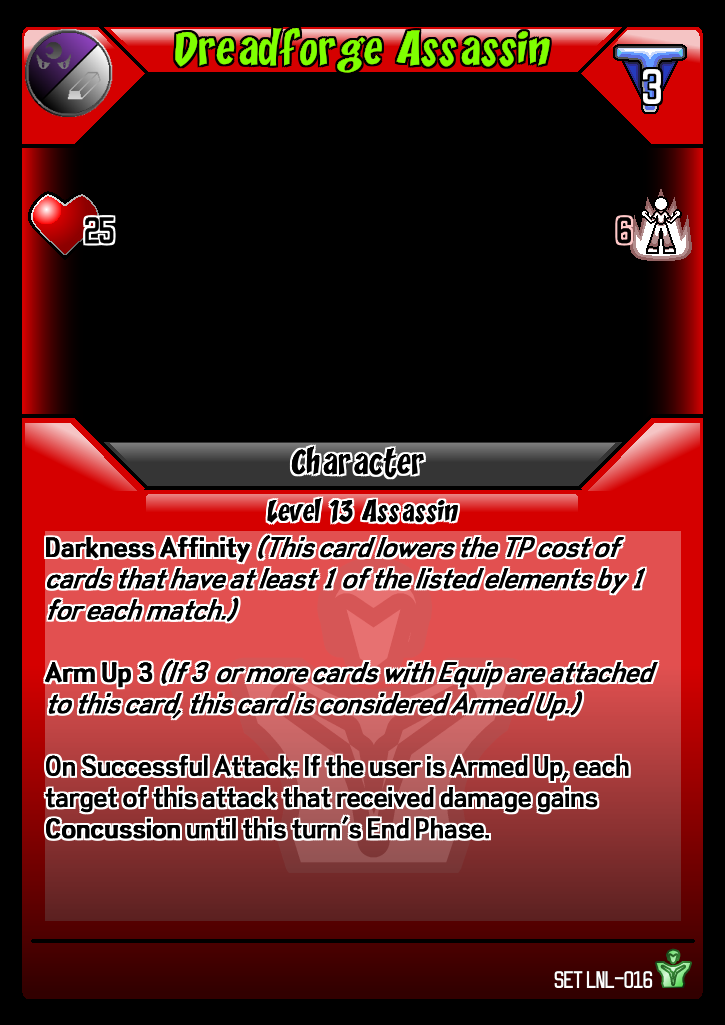 Dreadforge Assassin
3
25
6
Character
Level 13 Assassin
Darkness Affinity (This card lowers the TP cost of
cards that have at least 1 of the listed elements by 1
for each match.)
Arm Up 3 (If 3 or more cards with Equip are attached
to this card, this card is considered Armed Up.)
On Successful Attack: If the user is Armed Up, each
target of this attack that received damage gains
Concussion until this turn's End Phase.
SET LNL-016